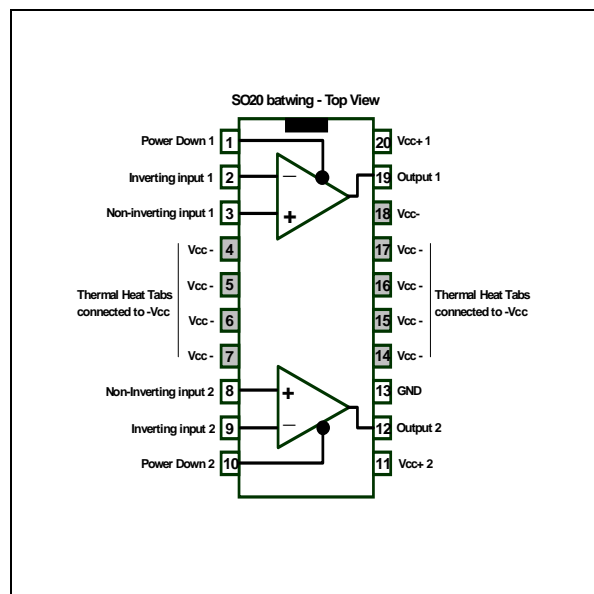 SO20 batwing - Top View
Power Down 1 1 20 Vcc+ 1
Inverting input 1 2 19 Output 1
Non-inverting input 1 3 18 Vcc-
Vcc - 4 17 Vcc -
Vcc - 5 16 Vcc -
Thermal Heat Tabs
connected to -Vcc
Thermal Heat Tabs
connected to -Vcc
Vcc - 6 15 Vcc -
Vcc - 7 14 Vcc -
Non-Inverting input 2 8 13 GND
Inverting input 2 9 12 Output 2
Power Down 2 10 11 Vcc+ 2